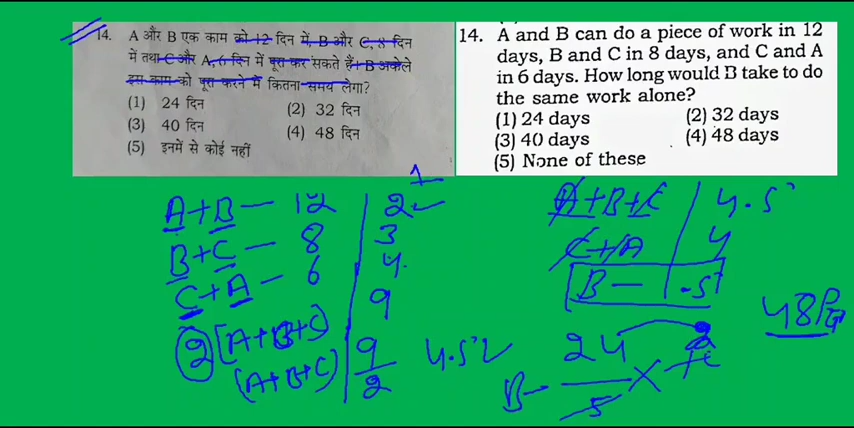 14. A और B एक काम को 12 दिन में, B और C, 8 दिन
में तथा C और A, 6 दिन में पूरा कर सकते हैं। B अकेले
इस काम को पूरा करने में कितना समय लेगा?
(1) 24 दिन (2) 32 दिन
(3) 40 दिन (4) 48 दिन
(5) इनमें से कोई नहीं
14. A and B can do a piece of work in 12
days, B and C in 8 days, and C and A
in 6 days. How long would B take to do
the same work alone?
(1) 24 days (2) 32 days
(3) 40 days (4) 48 days
(5) None of these
A+B — 12 2
B+C — 8 3
C+A — 6 4
9
2(A+B+C)
(A+B+C) 9/2 4.5
A+B+C 4.5
C+A 4
B — .5
B — 24/.5 ×
48